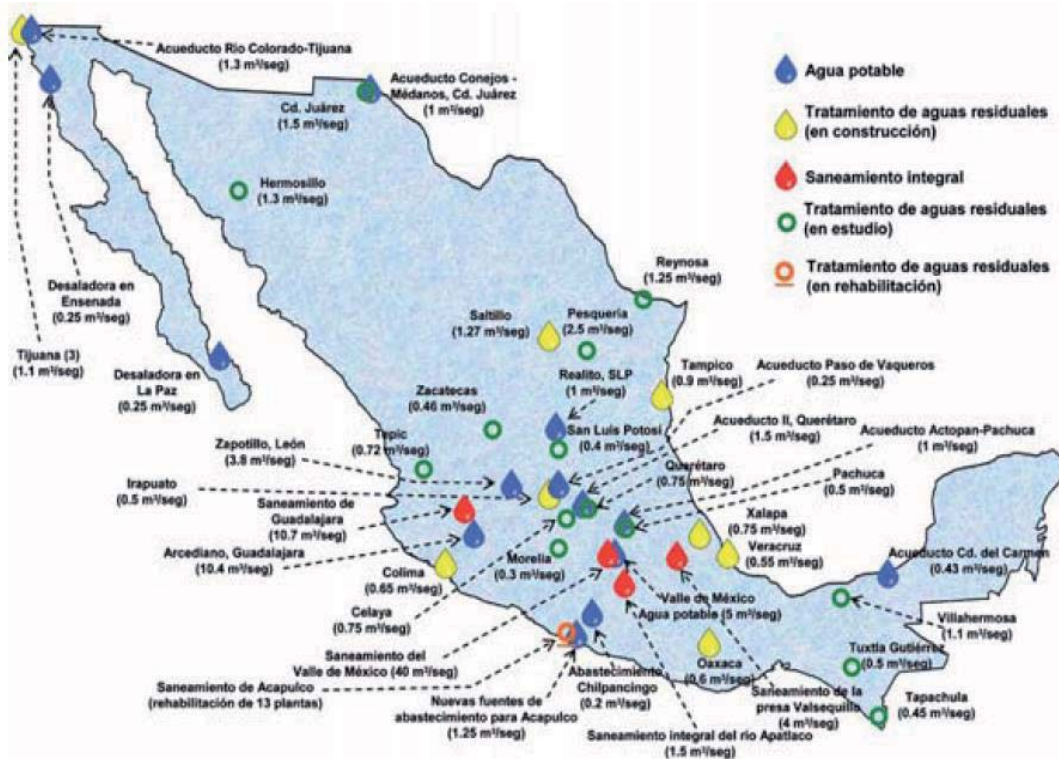 Acueducto Rio Colorado-Tijuana
(1.3 m³/seg)
Acueducto Conejos -
Médanos, Cd. Juárez
(1 m³/seg)
Cd. Juárez
(1.5 m³/seg)
Hermosillo
(1.3 m³/seg)
Agua potable
Tratamiento de aguas residuales
(en construcción)
Saneamiento integral
Tratamiento de aguas residuales
(en estudio)
Tratamiento de aguas residuales
(en rehabilitación)
Desaladora en
Ensenada
(0.25 m³/seg)
Tijuana (3)
(1.1 m³/seg)
Desaladora en
La Paz
(0.25 m³/seg)
Reynosa
(1.25 m³/seg)
Saltillo
(1.27 m³/seg)
Pesquería
(2.5 m³/seg)
Realito, SLP
(1 m³/seg)
Tampico
(0.9 m³/seg)
Acueducto Paso de Vaqueros
(0.25 m³/seg)
Zacatecas
(0.46 m³/seg)
San Luis Potosí
(0.4 m³/seg)
Acueducto II, Querétaro
(1.5 m³/seg)
Acueducto Actopan-Pachuca
(1 m³/seg)
Tepic
(0.72 m³/seg)
Zapotillo, León
(3.8 m³/seg)
Querétaro
(0.75 m³/seg)
Pachuca
(0.5 m³/seg)
Irapuato
(0.5 m³/seg)
Saneamiento de
Guadalajara
(10.7 m³/seg)
Xalapa
(0.75 m³/seg)
Veracruz
(0.55 m³/seg)
Arcediano, Guadalajara
(10.4 m³/seg)
Colima
(0.65 m³/seg)
Morelia
(0.3 m³/seg)
Acueducto Cd. del Carmen
(0.43 m³/seg)
Celaya
(0.75 m³/seg)
Valle de México
Agua potable (5 m³/seg)
Villahermosa
(1.1 m³/seg)
Saneamiento del
Valle de México (40 m³/seg)
Tuxtla Gutiérrez
(0.5 m³/seg)
Saneamiento de Acapulco
(rehabilitación de 13 plantas)
Abastecimiento
Chilpancingo
(0.2 m³/seg)
Oaxaca
(0.6 m³/seg)
Nuevas fuentes de
abastecimiento para Acapulco
(1.25 m³/seg)
Saneamiento de la
presa Valsequillo
(4 m³/seg)
Tapachula
(0.45 m³/seg)
Saneamiento integral del río Apatlaco
(1.5 m³/seg)